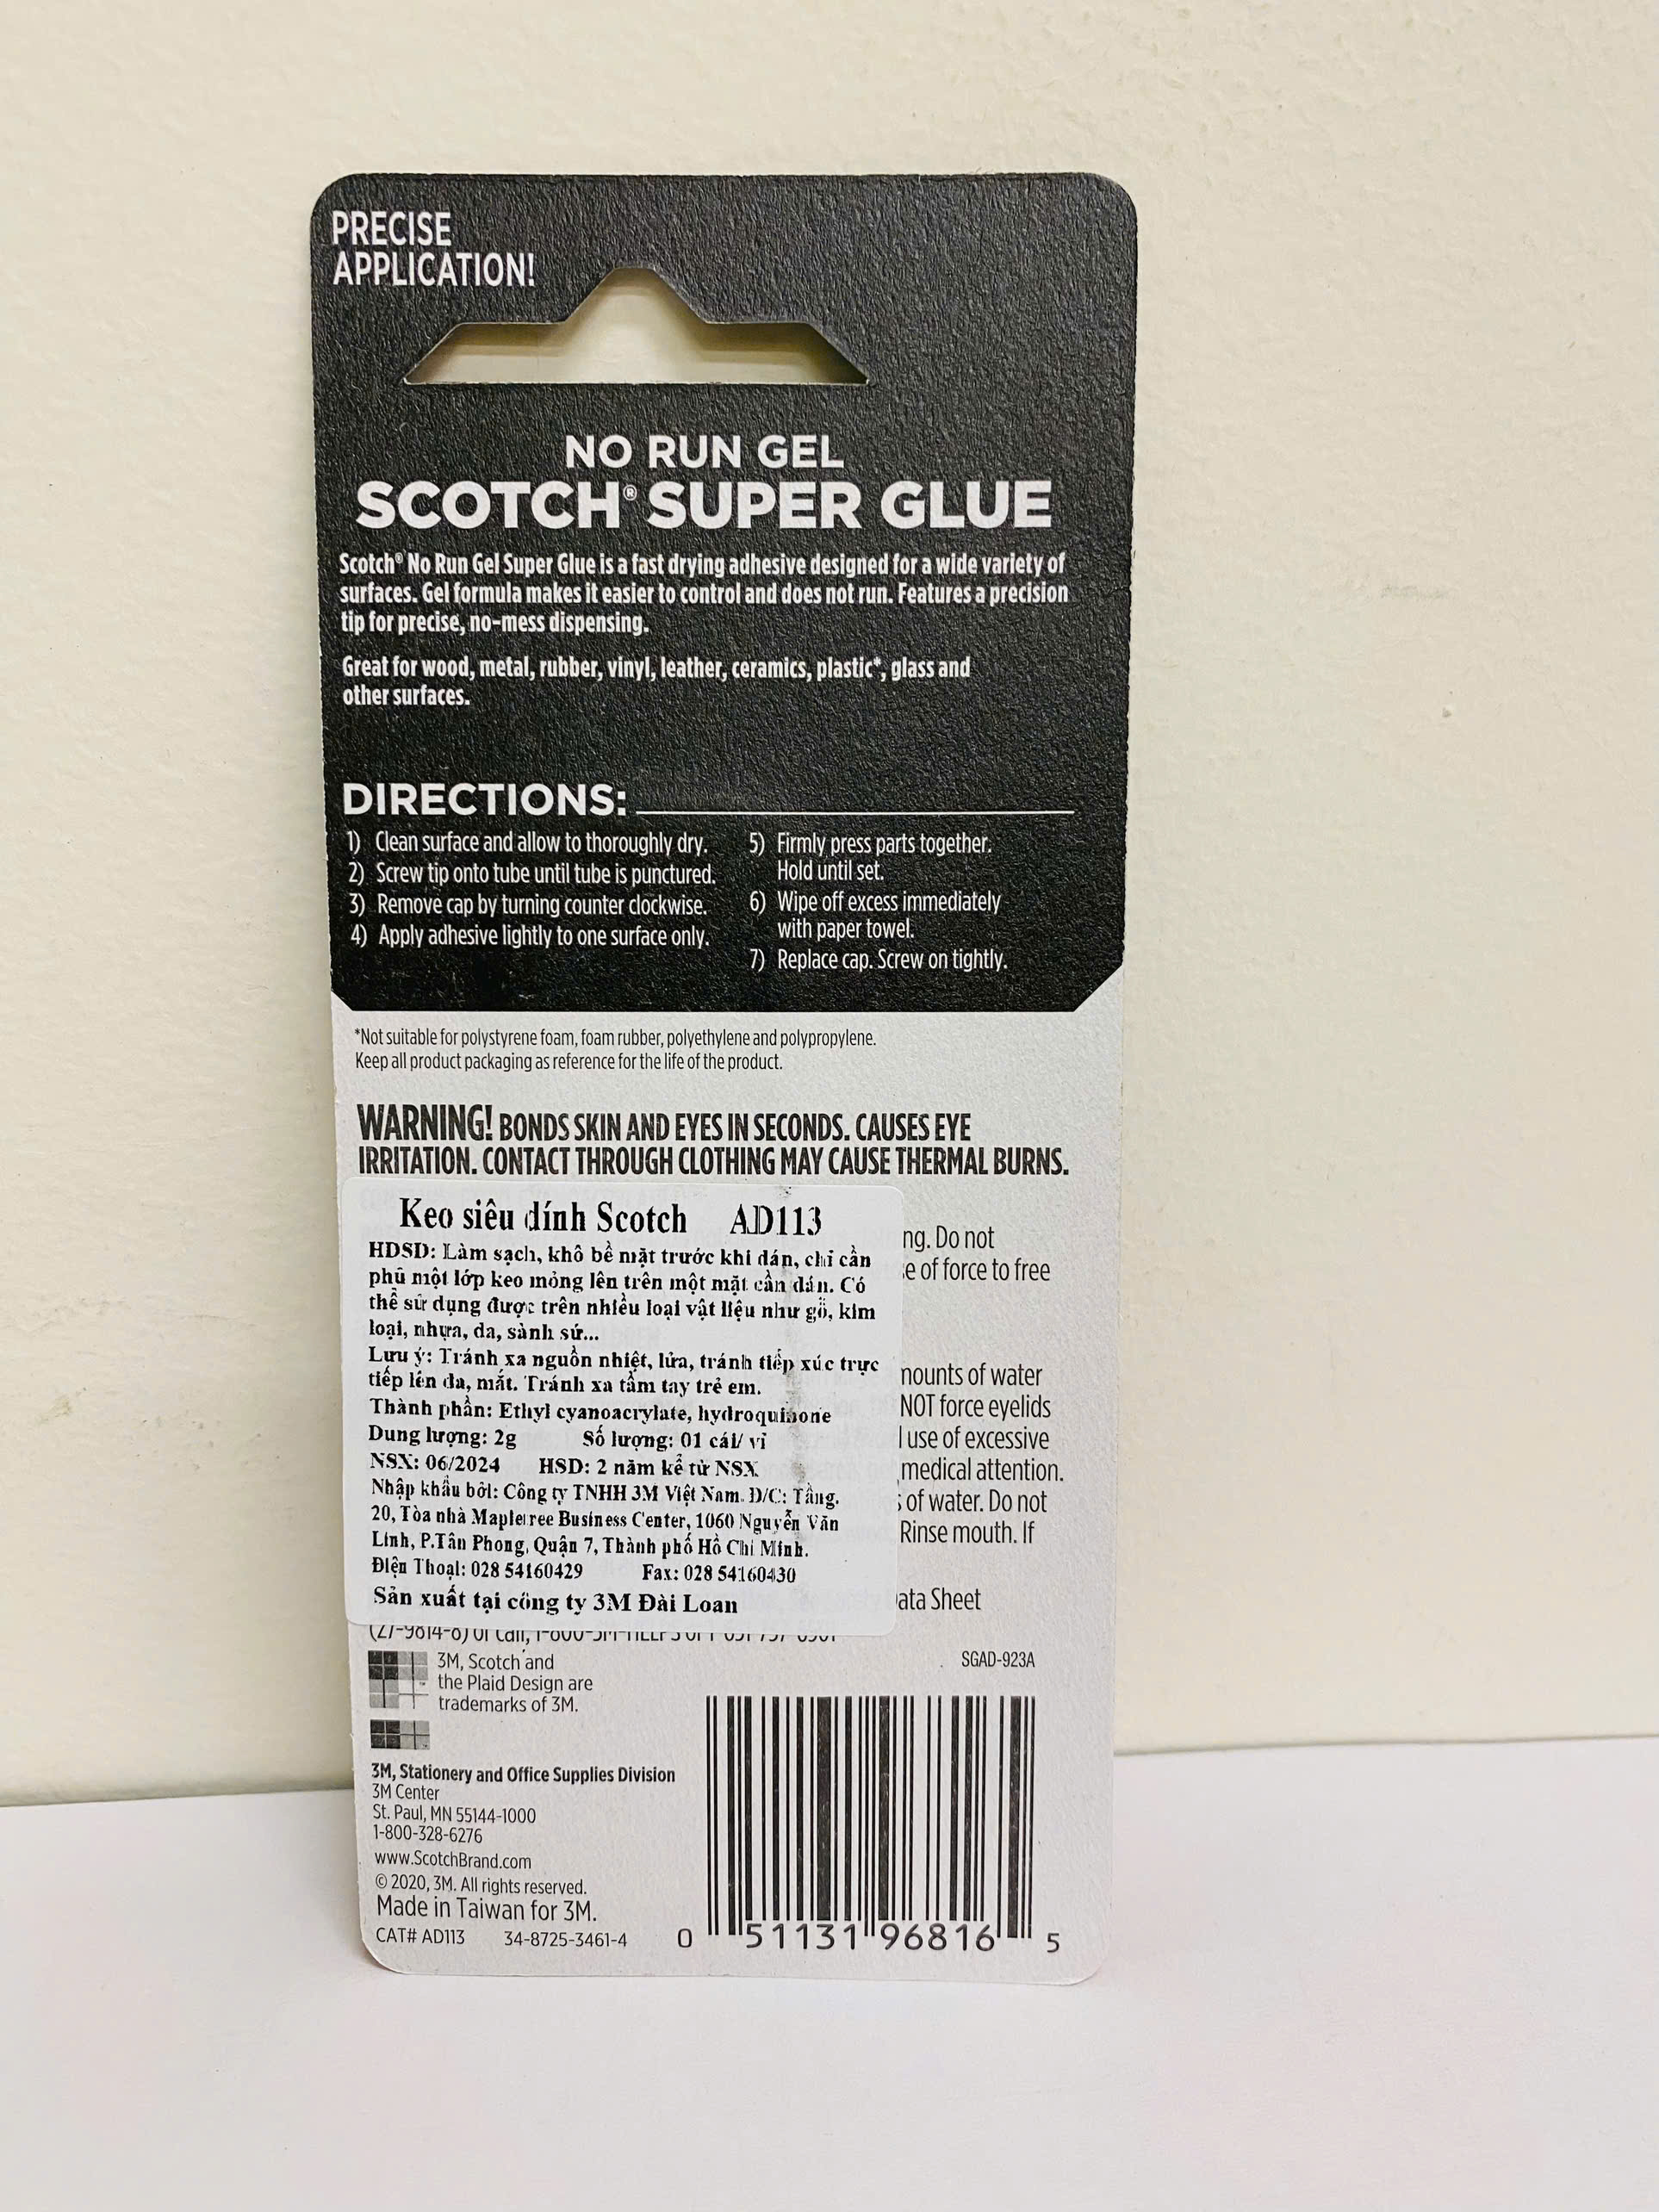 PRECISE
APPLICATION!
NO RUN GEL
SCOTCH® SUPER GLUE
Scotch® No Run Gel Super Glue is a fast drying adhesive designed for a wide variety of
surfaces. Gel formula makes it easier to control and does not run. Features a precision
tip for precise, no-mess dispensing.
Great for wood, metal, rubber, vinyl, leather, ceramics, plastic*, glass and
other surfaces.
DIRECTIONS:
1) Clean surface and allow to thoroughly dry.
2) Screw tip onto tube until tube is punctured.
3) Remove cap by turning counter clockwise.
4) Apply adhesive lightly to one surface only.
5) Firmly press parts together.
Hold until set.
6) Wipe off excess immediately
with paper towel.
7) Replace cap. Screw on tightly.
*Not suitable for polystyrene foam, foam rubber, polyethylene and polypropylene.
Keep all product packaging as reference for the life of the product.
WARNING! BONDS SKIN AND EYES IN SECONDS. CAUSES EYE
IRRITATION. CONTACT THROUGH CLOTHING MAY CAUSE THERMAL BURNS.
Keo siêu dính Scotch AD113
HDSD: Làm sạch, khô bề mặt trước khi dán, chỉ cần
phủ một lớp keo mỏng lên trên một mặt cần dán. Có
thể sử dụng được trên nhiều loại vật liệu như gỗ, kim
loại, nhựa, da, sành sứ...
Lưu ý: Tránh xa nguồn nhiệt, lửa, tránh tiếp xúc trực
tiếp lên da, mắt. Tránh xa tầm tay trẻ em.
Thành phần: Ethyl cyanoacrylate, hydroquinone
Dung lượng: 2g Số lượng: 01 cái/ vỉ
NSX: 06/2024 HSD: 2 năm kể từ NSX
Nhập khẩu bởi: Công ty TNHH 3M Việt Nam. Đ/C: Tầng.
20, Tòa nhà Mapletree Business Center, 1060 Nguyễn Văn
Linh, P.Tân Phong, Quận 7, Thành phố Hồ Chí Minh.
Điện Thoại: 028 54160429 Fax: 028 54160430
Sản xuất tại công ty 3M Đài Loan
ng. Do not
e of force to free
nounts of water
NOT force eyelids
l use of excessive
medical attention.
of water. Do not
Rinse mouth. If
ata Sheet
3M, Scotch and
the Plaid Design are
trademarks of 3M.
SGAD-923A
3M, Stationery and Office Supplies Division
3M Center
St. Paul, MN 55144-1000
1-800-328-6276
www.ScotchBrand.com
© 2020, 3M. All rights reserved.
Made in Taiwan for 3M.
CAT# AD113 34-8725-3461-4
0 51131 96816 5